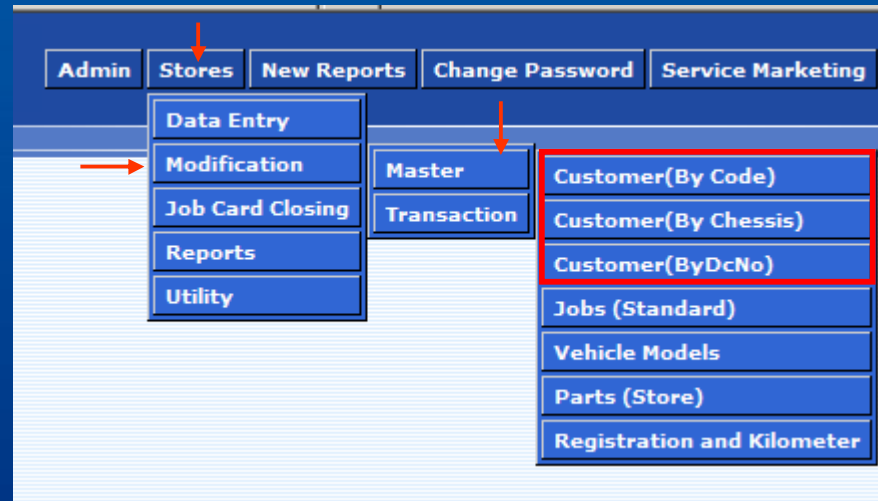 Admin Stores New Reports Change Password Service Marketing
Data Entry
Modification
Job Card Closing
Reports
Utility
Master
Transaction
Customer(By Code)
Customer(By Chessis)
Customer(ByDcNo)
Jobs (Standard)
Vehicle Models
Parts (Store)
Registration and Kilometer